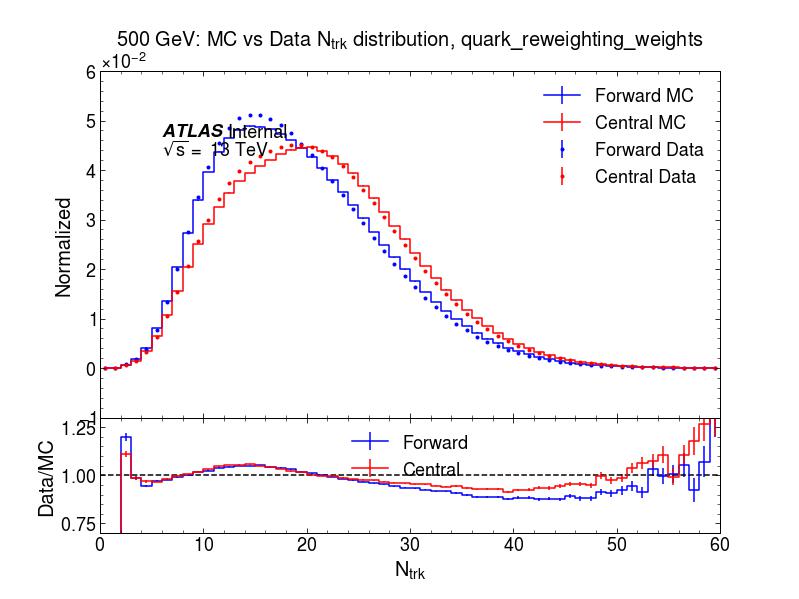 500 GeV: MC vs Data N_trk distribution, quark_reweighting_weights
×10⁻²
6
5
4
3
2
1
0
−1
Normalized
ATLAS Internal
√s = 13 TeV
Forward MC
Central MC
Forward Data
Central Data
1.25
1.00
0.75
Data/MC
Forward
Central
0 10 20 30 40 50 60
N_trk